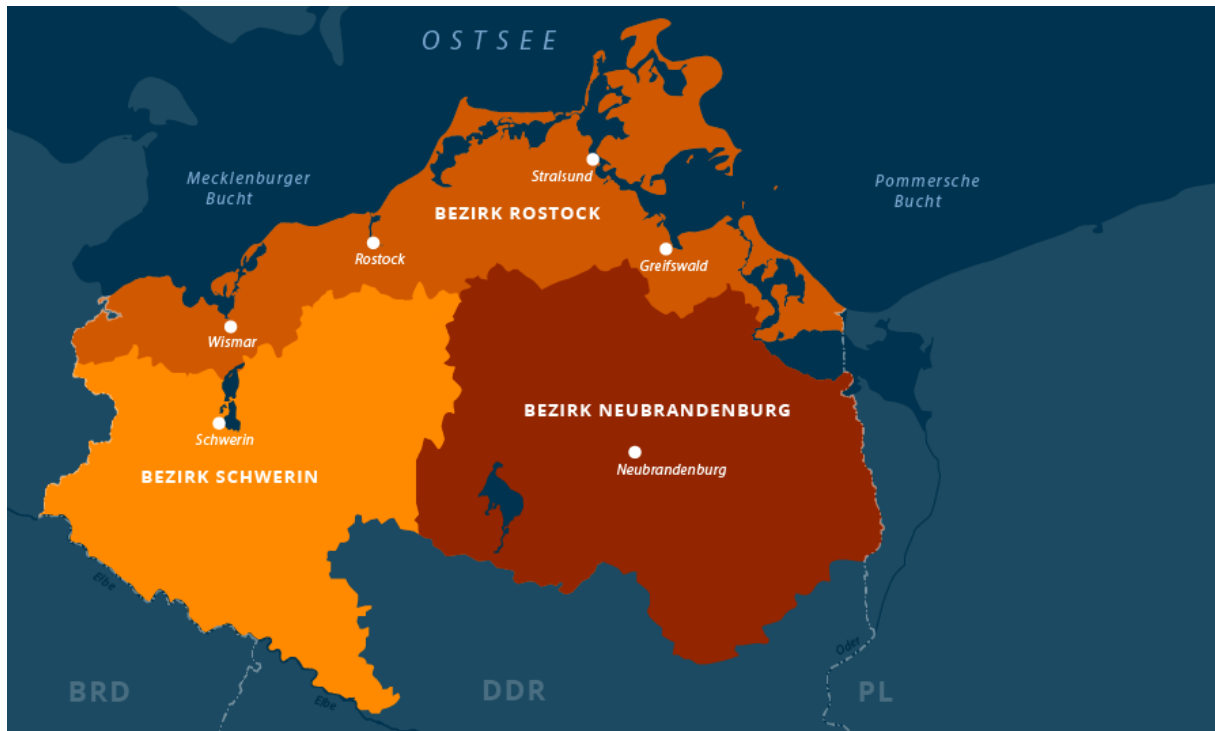 OSTSEE
Mecklenburger
Bucht
Pommersche
Bucht
Stralsund
BEZIRK ROSTOCK
Rostock
Greifswald
Wismar
BEZIRK NEUBRANDENBURG
Schwerin
Neubrandenburg
BEZIRK SCHWERIN
Elbe
Oder
BRD
DDR
PL
Elbe